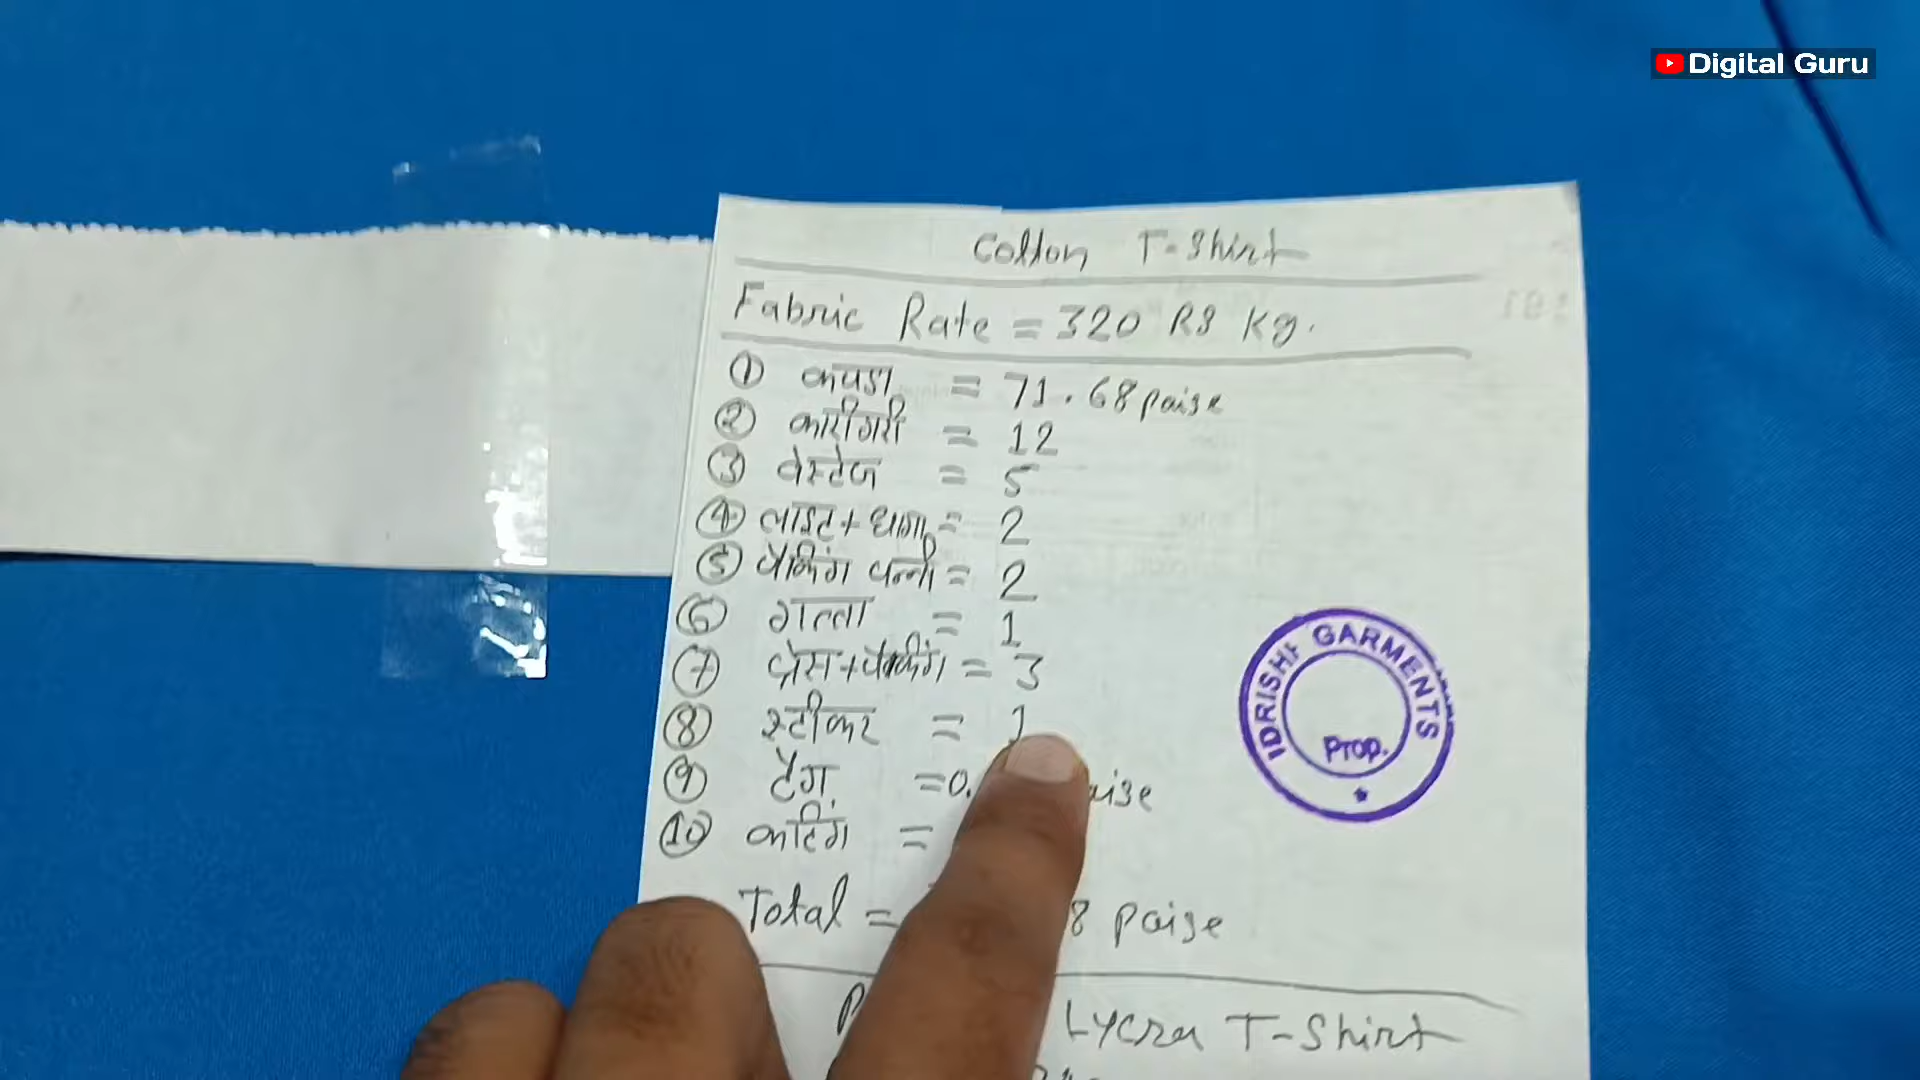 Digital Guru
Cotton T-Shirt
Fabric Rate = 320 RS Kg.
① कपडा = 71.68 paise
② कारीगरी = 12
③ वेस्टेज = 5
④ लाइट + धागा = 2
⑤ पैकिंग पन्नी = 2
⑥ गत्ता = 1
⑦ प्रेस + पैकिंग = 3
⑧ स्टीकर = 1
⑨ टैग =0.
⑩ कटिंग =
Total = 8 paise
Lycra T-Shirt
IDRISHI GARMENTS
Prop.